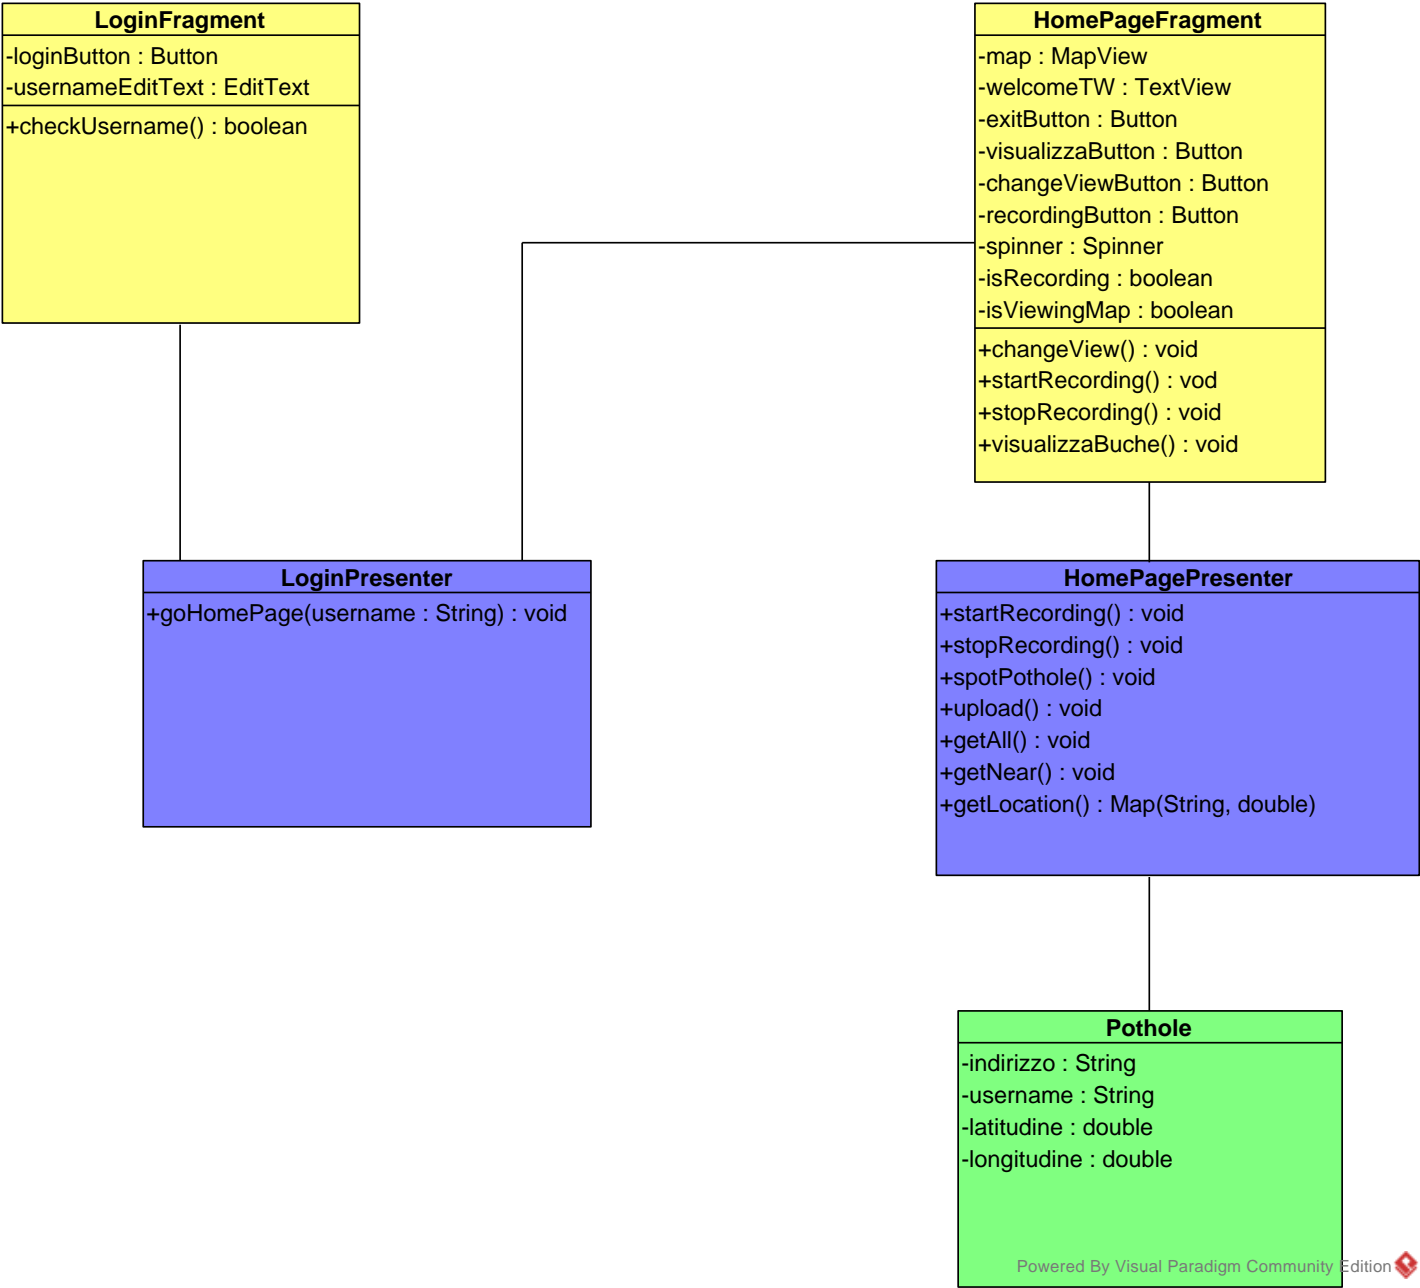 LoginFragment
-loginButton : Button
-usernameEditText : EditText
+checkUsername() : boolean
HomePageFragment
-map : MapView
-welcomeTW : TextView
-exitButton : Button
-visualizzaButton : Button
-changeViewButton : Button
-recordingButton : Button
-spinner : Spinner
-isRecording : boolean
-isViewingMap : boolean
+changeView() : void
+startRecording() : vod
+stopRecording() : void
+visualizzaBuche() : void
LoginPresenter
+goHomePage(username : String) : void
HomePagePresenter
+startRecording() : void
+stopRecording() : void
+spotPothole() : void
+upload() : void
+getAll() : void
+getNear() : void
+getLocation() : Map(String, double)
Pothole
-indirizzo : String
-username : String
-latitudine : double
-longitudine : double
Powered By Visual Paradigm Community Edition